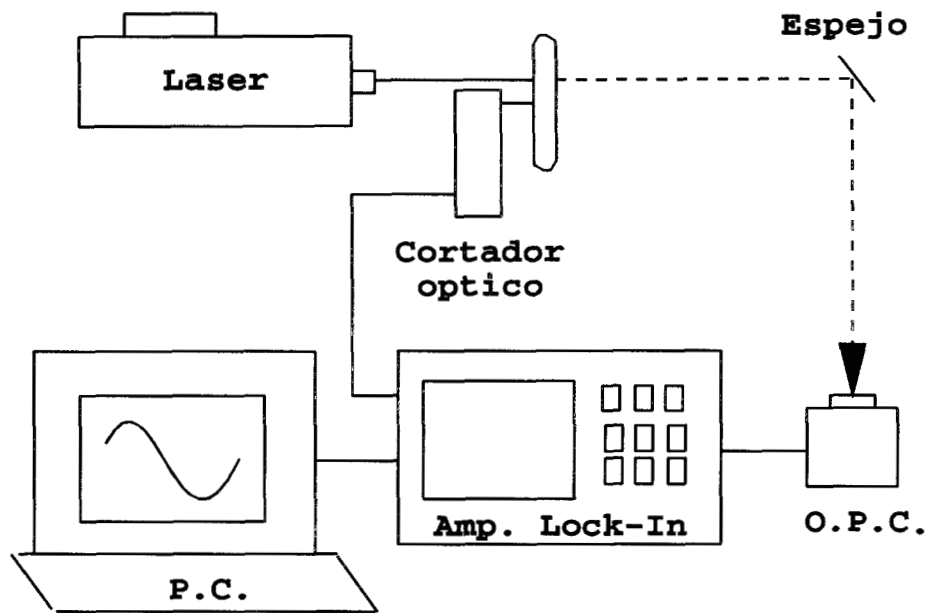 Espejo
Laser
Cortador
optico
Amp. Lock-In
O.P.C.
P.C.